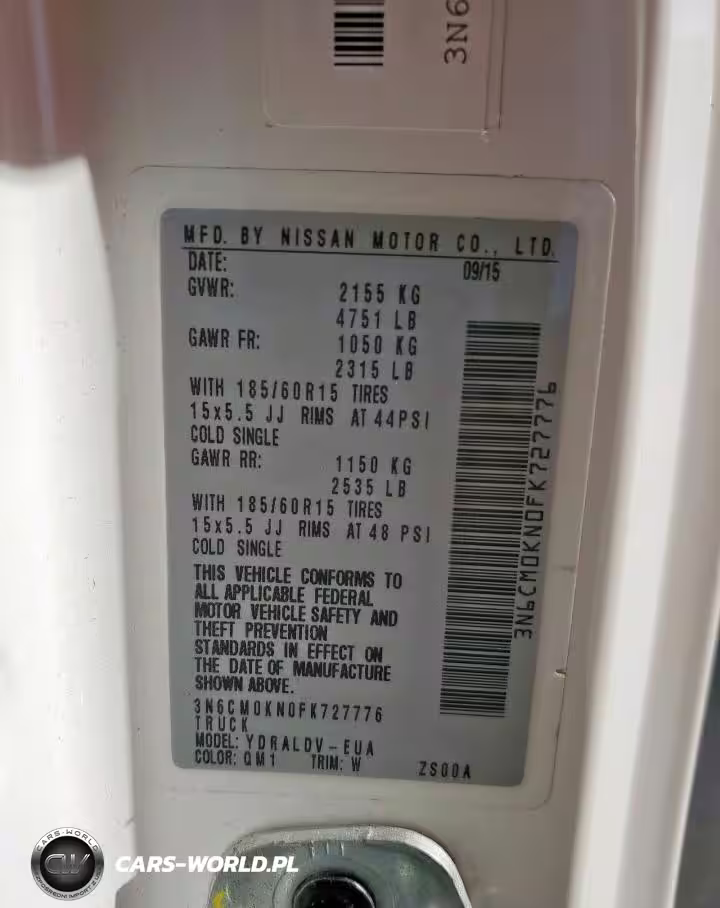 3N6
MFD. BY NISSAN MOTOR CO., LTD.
DATE: 09/15
GVWR: 2155 KG
4751 LB
GAWR FR: 1050 KG
2315 LB
WITH 185/60R15 TIRES
15x5.5 JJ RIMS AT 44PSI
COLD SINGLE
GAWR RR: 1150 KG
2535 LB
WITH 185/60R15 TIRES
15x5.5 JJ RIMS AT 48 PSI
COLD SINGLE
THIS VEHICLE CONFORMS TO
ALL APPLICABLE FEDERAL
MOTOR VEHICLE SAFETY AND
THEFT PREVENTION
STANDARDS IN EFFECT ON
THE DATE OF MANUFACTURE
SHOWN ABOVE.
3N6CM0KN0FK727776
TRUCK
MODEL: YDRALDV-EUA
COLOR: QM1 TRIM: W ZS00A
3N6CM0KN0FK727776
CARS-WORLD
CW
CARS-WORLD.PL